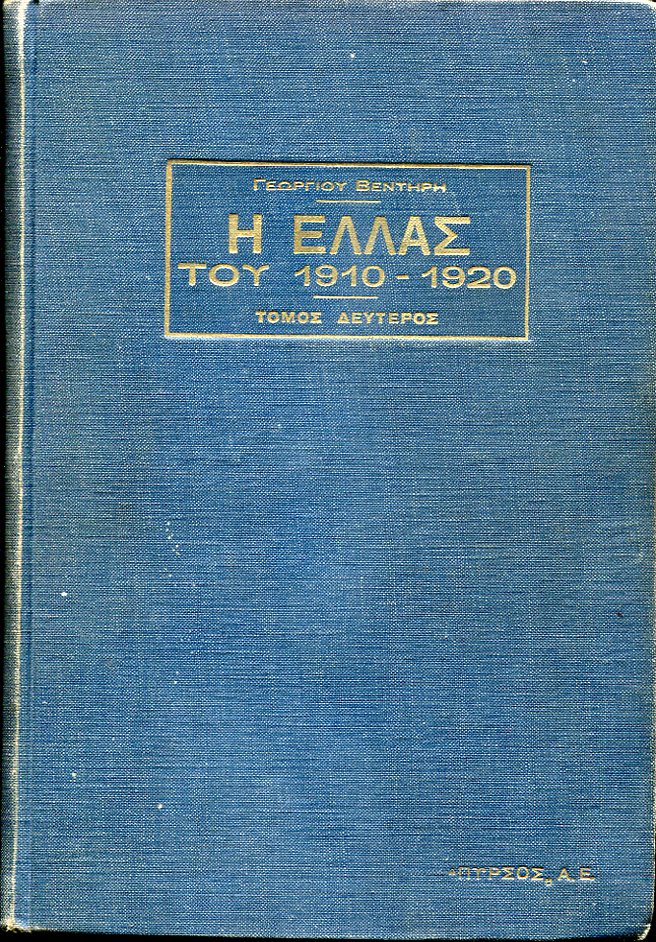 ΓΕΩΡΓΙΟΥ ΒΕΝΤΗΡΗ
Η ΕΛΛΑΣ
ΤΟΥ 1910 - 1920
ΤΟΜΟΣ ΔΕΥΤΕΡΟΣ
«ΠΥΡΣΟΣ„ Α.Ε.